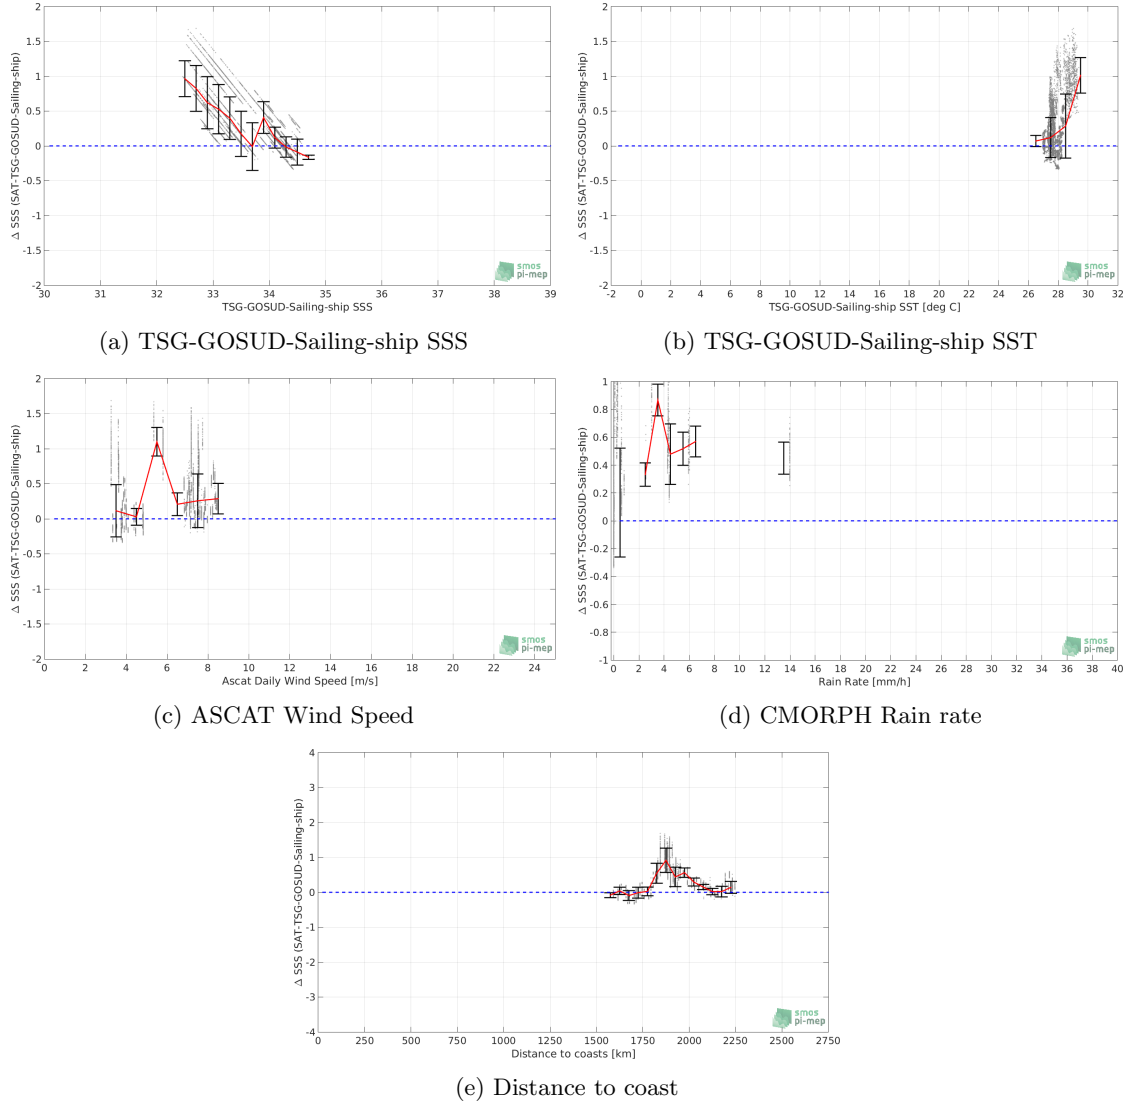 2
1.5
1
0.5
0
-0.5
-1
-1.5
-2
Δ SSS (SAT-TSG-GOSUD-Sailing-ship)
30 31 32 33 34 35 36 37 38 39
TSG-GOSUD-Sailing-ship SSS
smos
pi-mep
(a) TSG-GOSUD-Sailing-ship SSS
2
1.5
1
0.5
0
-0.5
-1
-1.5
-2
Δ SSS (SAT-TSG-GOSUD-Sailing-ship)
-2 0 2 4 6 8 10 12 14 16 18 20 22 24 26 28 30 32
TSG-GOSUD-Sailing-ship SST [deg C]
smos
pi-mep
(b) TSG-GOSUD-Sailing-ship SST
2
1.5
1
0.5
0
-0.5
-1
-1.5
-2
Δ SSS (SAT-TSG-GOSUD-Sailing-ship)
0 2 4 6 8 10 12 14 16 18 20 22 24
Ascat Daily Wind Speed [m/s]
smos
pi-mep
(c) ASCAT Wind Speed
1
0.8
0.6
0.4
0.2
0
-0.2
-0.4
-0.6
-0.8
-1
Δ SSS (SAT-TSG-GOSUD-Sailing-ship)
0 2 4 6 8 10 12 14 16 18 20 22 24 26 28 30 32 34 36 38 40
Rain Rate [mm/h]
smos
pi-mep
(d) CMORPH Rain rate
4
3
2
1
0
-1
-2
-3
-4
Δ SSS (SAT-TSG-GOSUD-Sailing-ship)
0 250 500 750 1000 1250 1500 1750 2000 2250 2500 2750
Distance to coasts [km]
smos
pi-mep
(e) Distance to coast